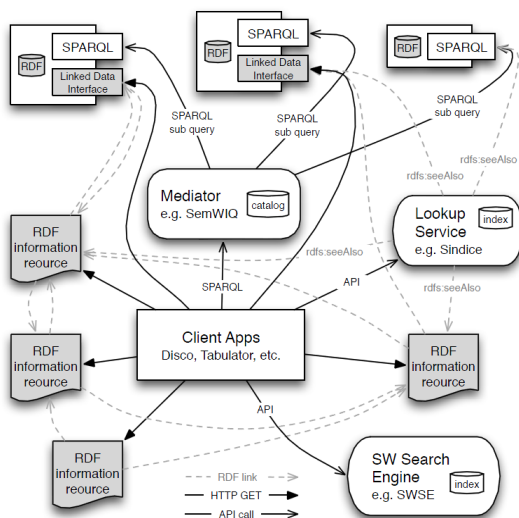 SPARQL
RDF
Linked Data
Interface
SPARQL
RDF
Linked Data
Interface
SPARQL
RDF
SPARQL
sub query
SPARQL
sub query
SPARQL
sub query
rdfs:seeAlso
rdfs:seeAlso
Mediator
e.g. SemWIQ
catalog
Lookup
Service
e.g. Sindice
index
RDF
information
reource
rdfs:seeAlso
API
rdfs:seeAlso
SPARQL
Client Apps
Disco, Tabulator, etc.
RDF
information
reource
RDF
information
reource
API
RDF
information
reource
SW Search
Engine
e.g. SWSE
index
RDF link
HTTP GET
API call